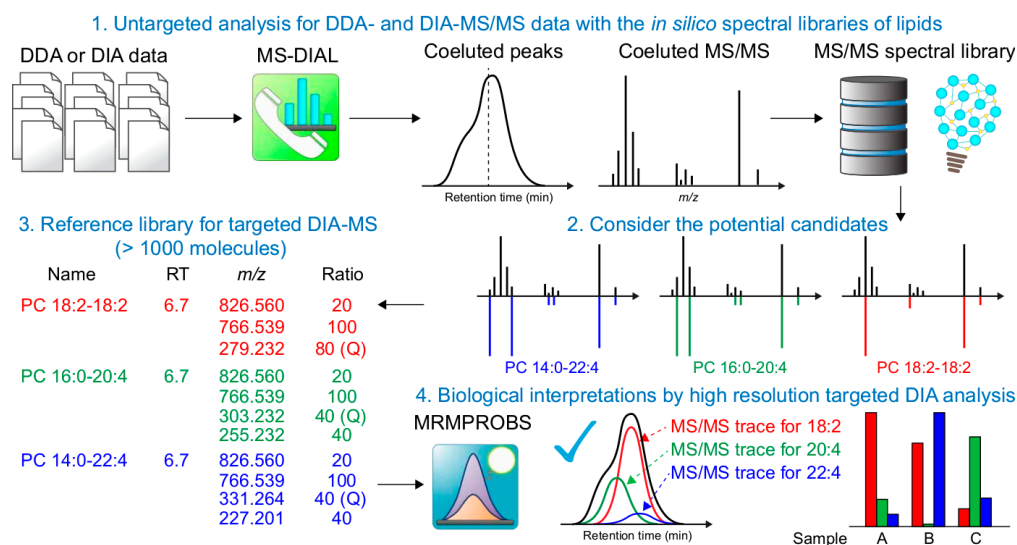 1. Untargeted analysis for DDA- and DIA-MS/MS data with the in silico spectral libraries of lipids
DDA or DIA data
MS-DIAL
Coeluted peaks
Coeluted MS/MS
MS/MS spectral library
Retention time (min)
m/z
2. Consider the potential candidates
PC 14:0-22:4
PC 16:0-20:4
PC 18:2-18:2
3. Reference library for targeted DIA-MS
(> 1000 molecules)
Name RT m/z Ratio
PC 18:2-18:2 6.7 826.560 20
766.539 100
279.232 80 (Q)
PC 16:0-20:4 6.7 826.560 20
766.539 100
303.232 40 (Q)
255.232 40
PC 14:0-22:4 6.7 826.560 20
766.539 100
331.264 40 (Q)
227.201 40
4. Biological interpretations by high resolution targeted DIA analysis
MRMPROBS
MS/MS trace for 18:2
MS/MS trace for 20:4
MS/MS trace for 22:4
Retention time (min)
Sample A B C